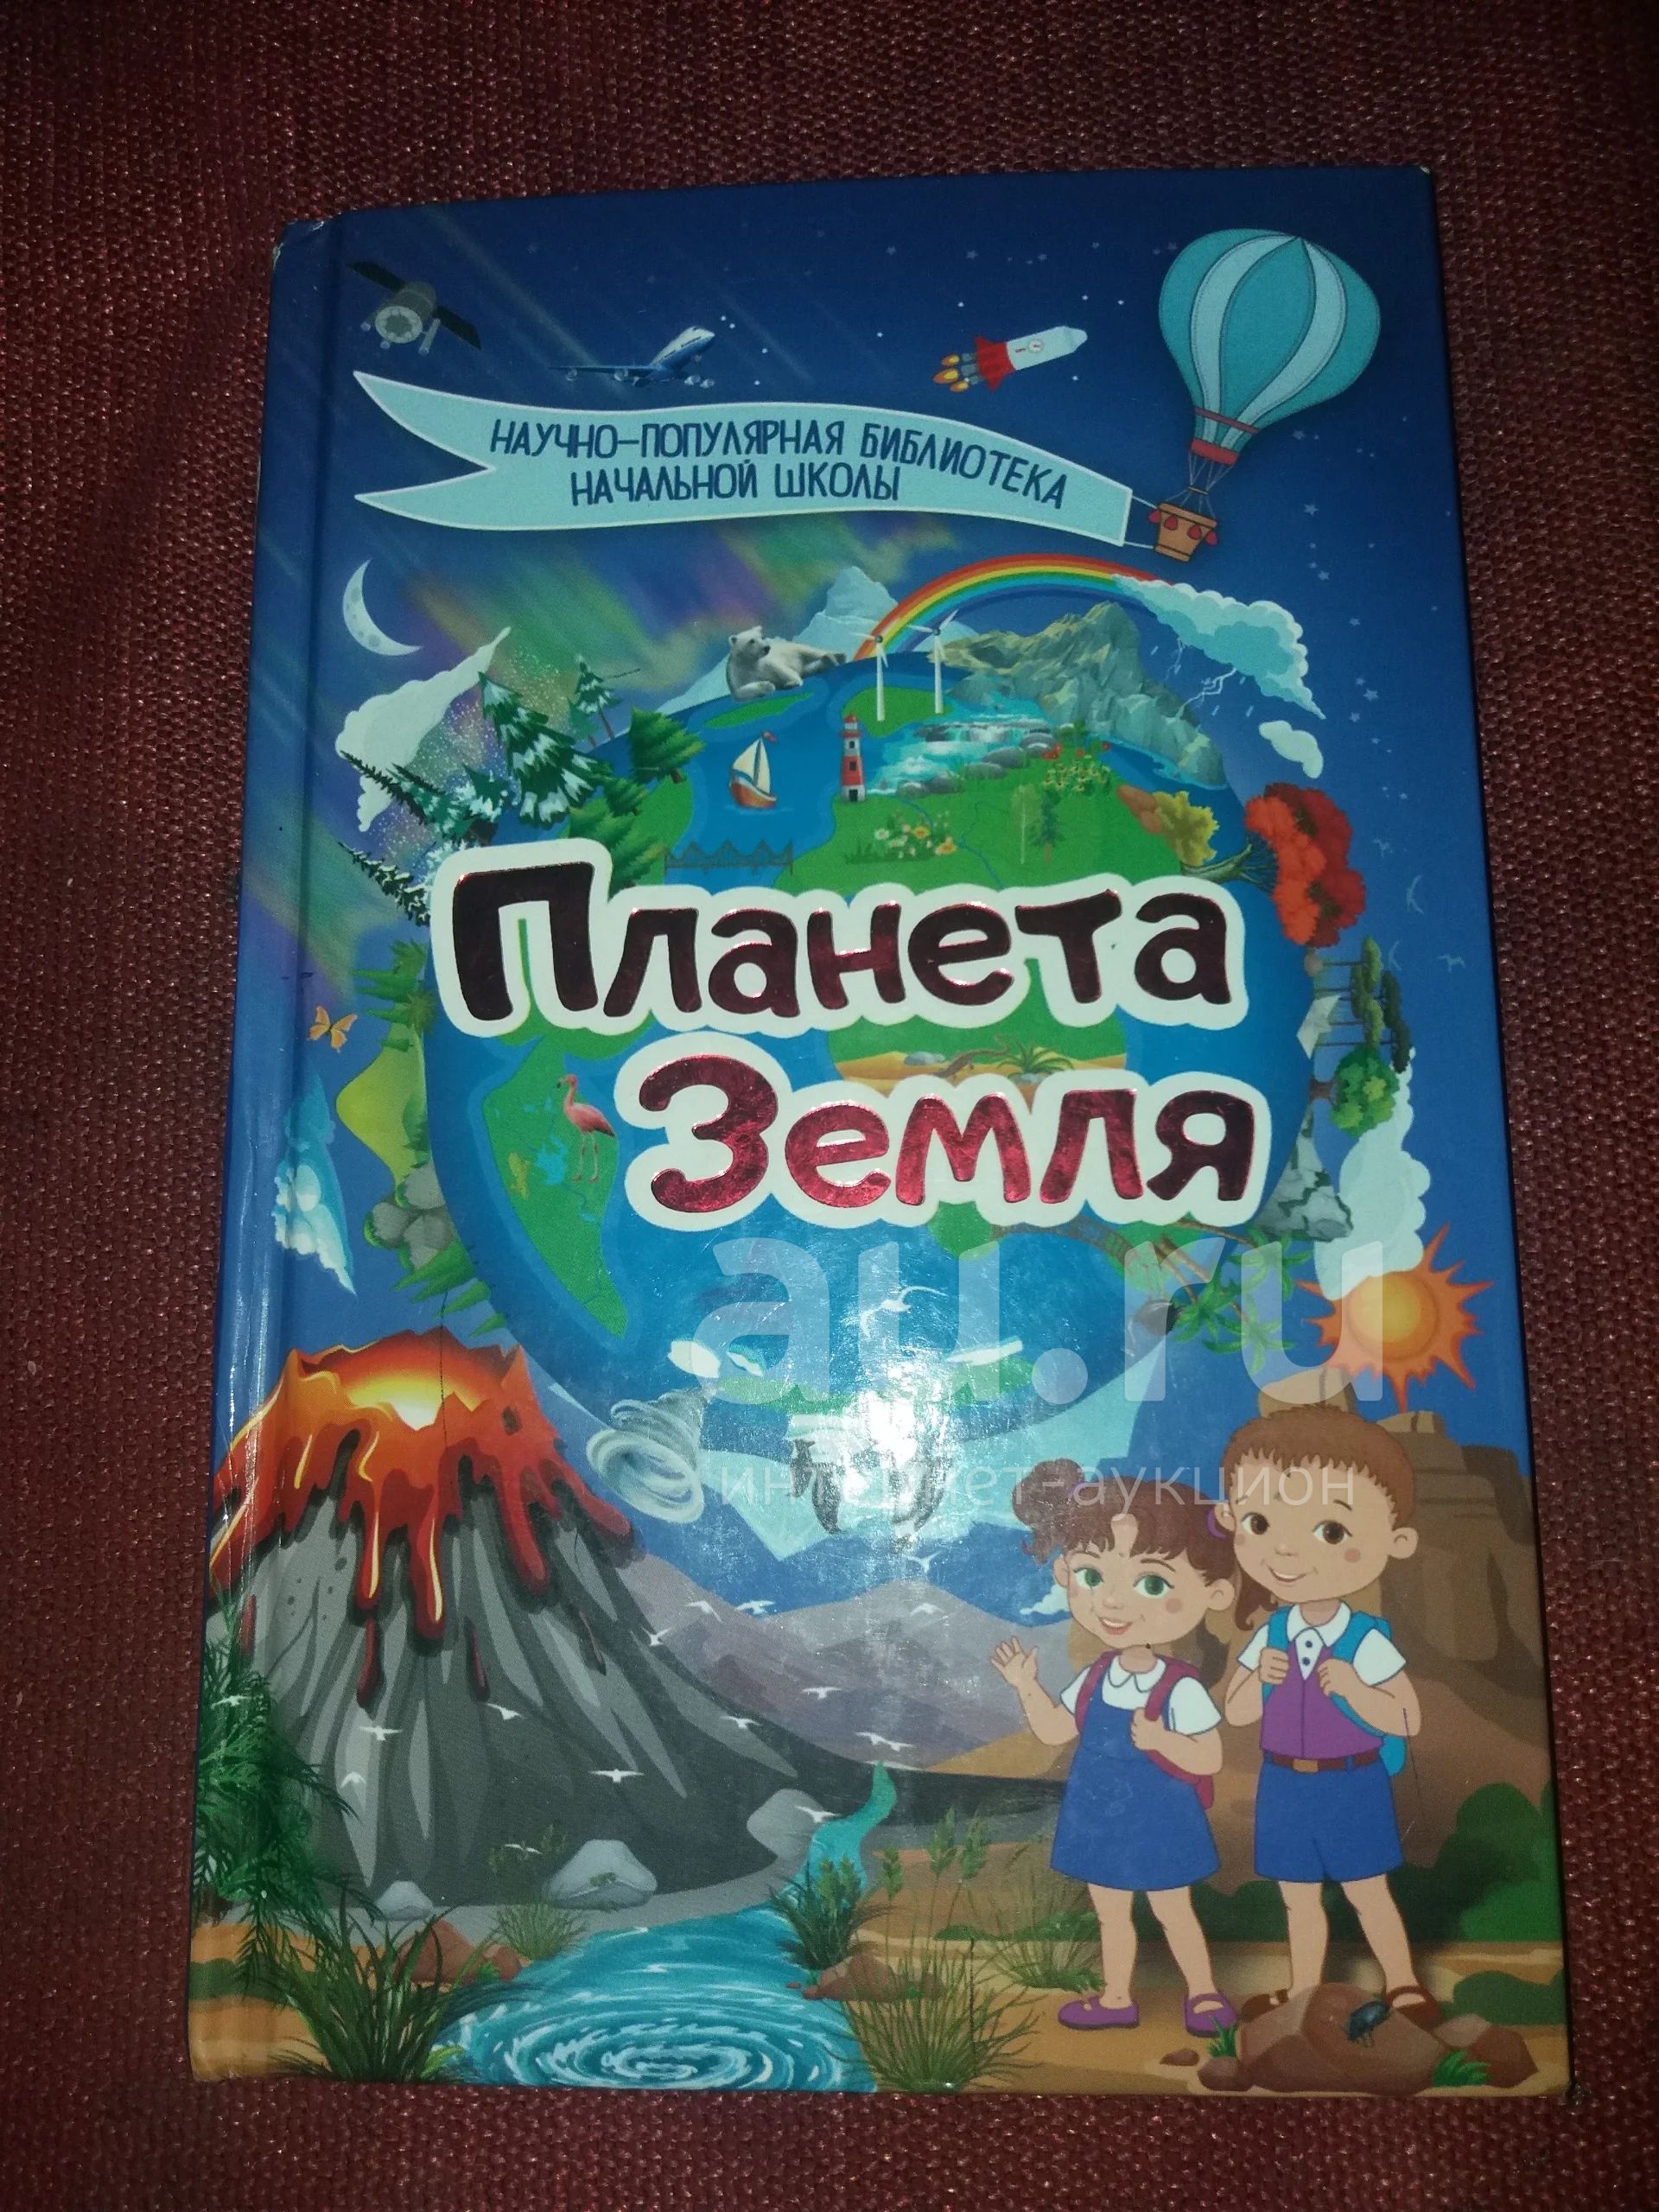 НАУЧНО-ПОПУЛЯРНАЯ БИБЛИОТЕКА
НАЧАЛЬНОЙ ШКОЛЫ
Планета
Земля
au.ru
интернет-аукцион